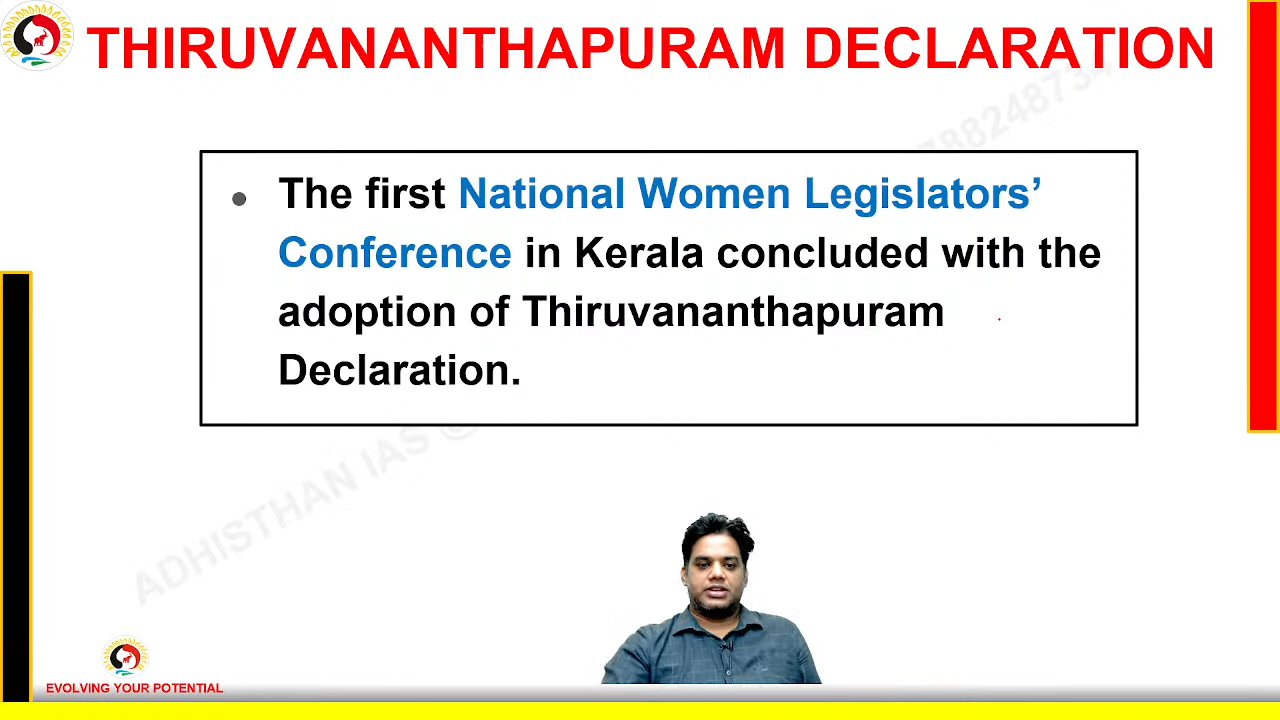 THIRUVANANTHAPURAM DECLARATION
The first National Women Legislators’
Conference in Kerala concluded with the
adoption of Thiruvananthapuram
Declaration.
ADHISTHAN IAS @
EVOLVING YOUR POTENTIAL